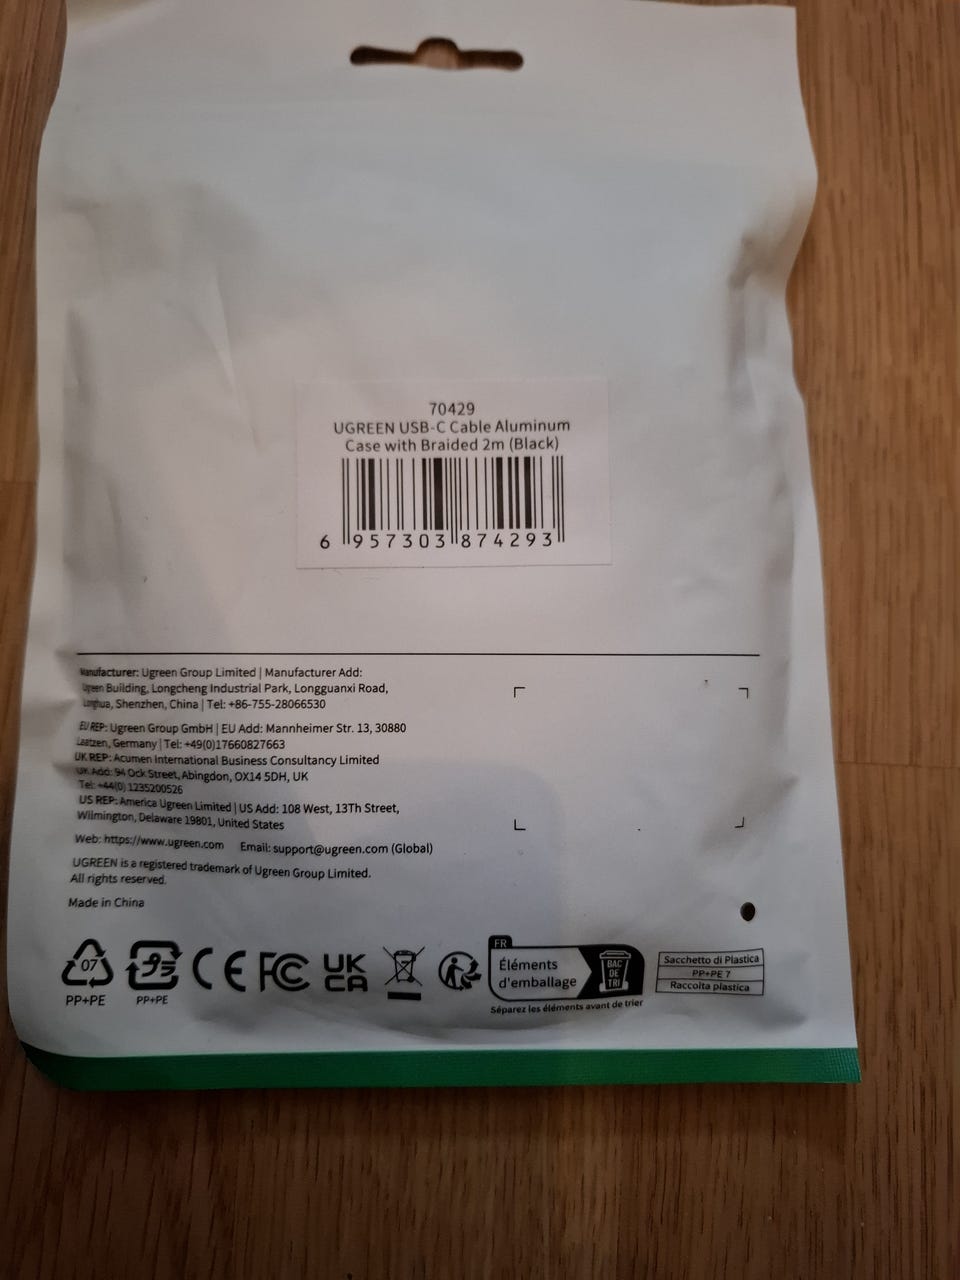 70429
UGREEN USB-C Cable Aluminum
Case with Braided 2m (Black)
6 957303 874293
Manufacturer: Ugreen Group Limited | Manufacturer Add:
Ugreen Building, Longcheng Industrial Park, Longguanxi Road,
Longhua, Shenzhen, China | Tel: +86-755-28066530
EU REP: Ugreen Group GmbH | EU Add: Mannheimer Str. 13, 30880
Laatzen, Germany | Tel: +49(0)17660827663
UK REP: Acumen International Business Consultancy Limited
UK Add: 94 Ock Street, Abingdon, OX14 5DH, UK
Tel: +44(0) 1235200526
US REP: America Ugreen Limited | US Add: 108 West, 13Th Street,
Wilmington, Delaware 19801, United States
Web: https://www.ugreen.com Email: support@ugreen.com (Global)
UGREEN is a registered trademark of Ugreen Group Limited.
All rights reserved.
Made in China
07
PP+PE
PP+PE
CE FCC UK CA
FR
Éléments
d'emballage
BAC
DE
TRI
Séparez les éléments avant de trier
Sacchetto di Plastica
PP+PE 7
Raccolta plastica